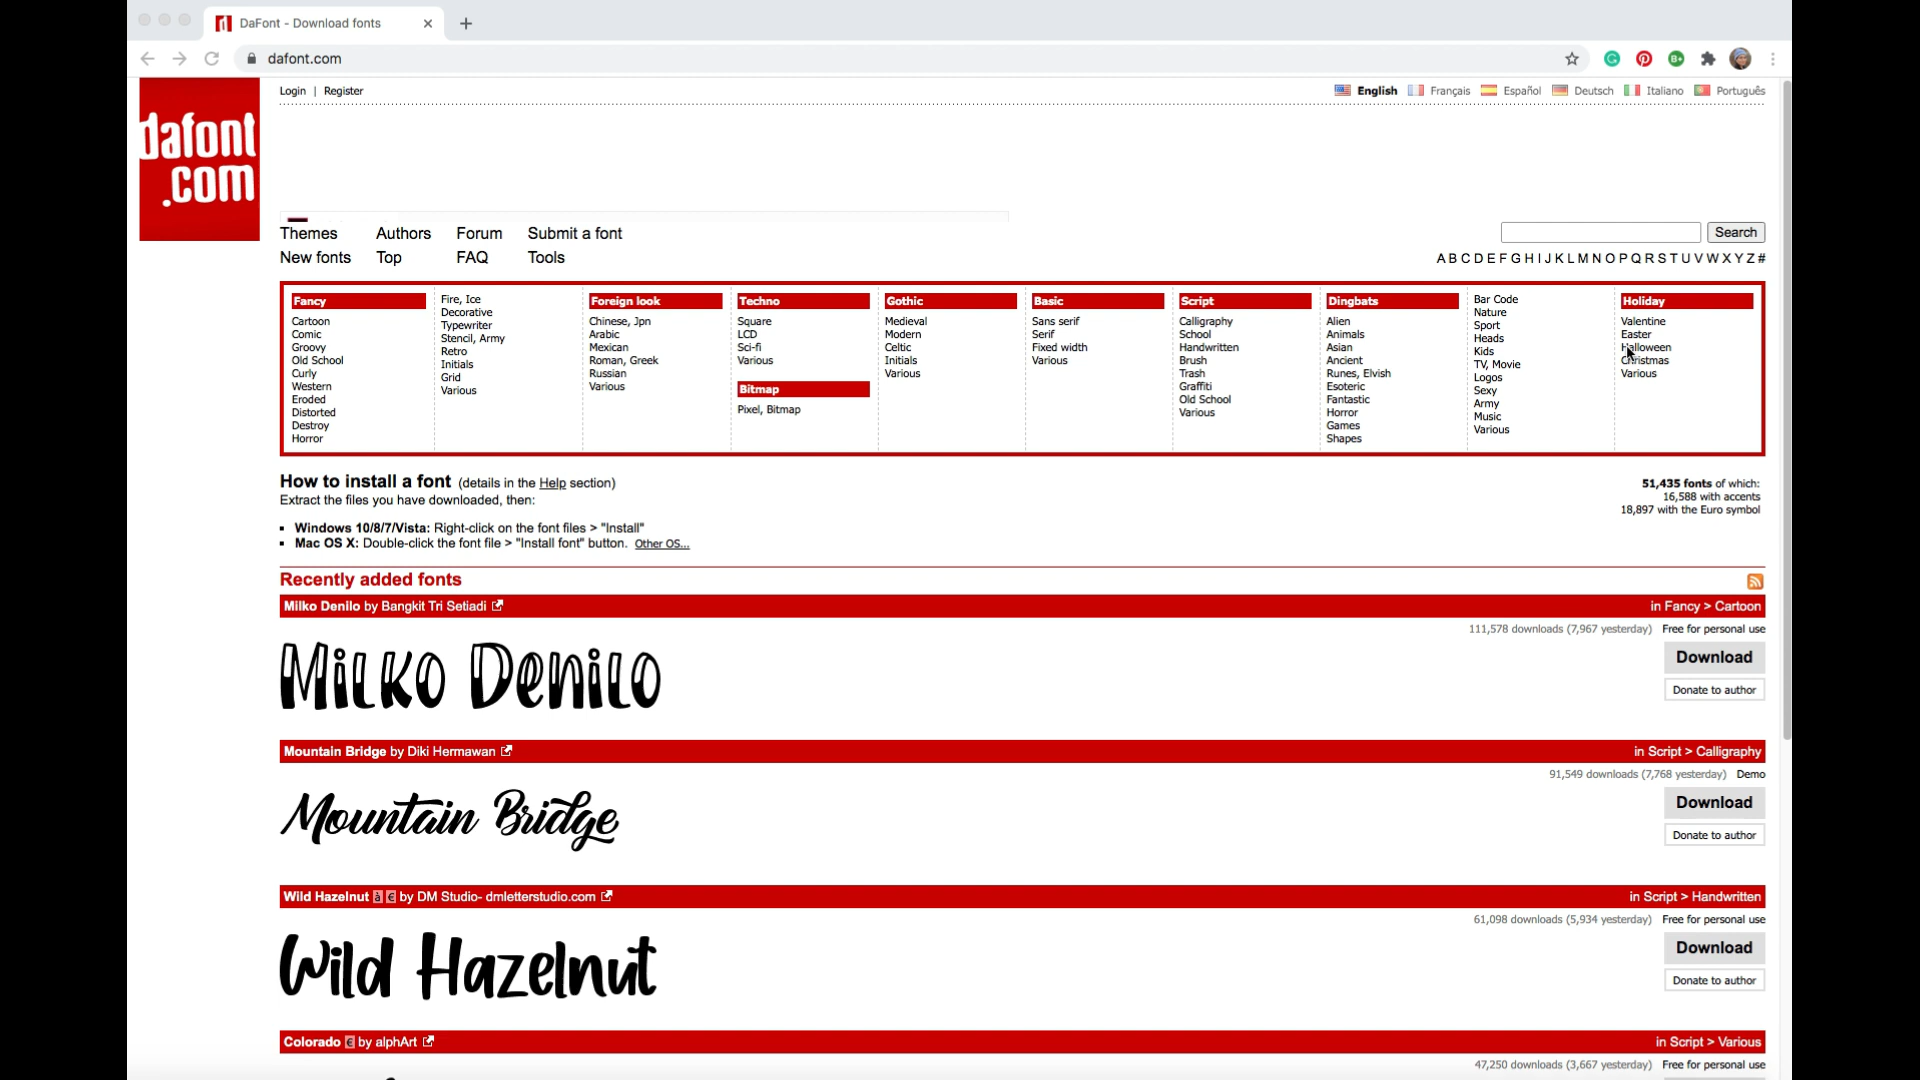 DaFont - Download fonts
dafont.com
dafont
.com
Login | Register
English Français Español Deutsch Italiano Português
Themes Authors Forum Submit a font
New fonts Top FAQ Tools
Search
A B C D E F G H I J K L M N O P Q R S T U V W X Y Z #
Fancy
Cartoon
Comic
Groovy
Old School
Curly
Western
Eroded
Distorted
Destroy
Horror
Fire, Ice
Decorative
Typewriter
Stencil, Army
Retro
Initials
Grid
Various
Foreign look
Chinese, Jpn
Arabic
Mexican
Roman, Greek
Russian
Various
Techno
Square
LCD
Sci-fi
Various
Bitmap
Pixel, Bitmap
Gothic
Medieval
Modern
Celtic
Initials
Various
Basic
Sans serif
Serif
Fixed width
Various
Script
Calligraphy
School
Handwritten
Brush
Trash
Graffiti
Old School
Various
Dingbats
Alien
Animals
Asian
Ancient
Runes, Elvish
Esoteric
Fantastic
Horror
Games
Shapes
Bar Code
Nature
Sport
Heads
Kids
TV, Movie
Logos
Sexy
Army
Music
Various
Holiday
Valentine
Easter
Halloween
Christmas
Various
How to install a font (details in the Help section)
Extract the files you have downloaded, then:
Windows 10/8/7/Vista: Right-click on the font files > "Install"
Mac OS X: Double-click the font file > "Install font" button. Other OS...
51,435 fonts of which:
16,588 with accents
18,897 with the Euro symbol
Recently added fonts
Milko Denilo by Bangkit Tri Setiadi in Fancy > Cartoon
111,578 downloads (7,967 yesterday) Free for personal use
Milko Denilo
Download
Donate to author
Mountain Bridge by Diki Hermawan in Script > Calligraphy
91,549 downloads (7,768 yesterday) Demo
Mountain Bridge
Download
Donate to author
Wild Hazelnut à € by DM Studio- dmletterstudio.com in Script > Handwritten
61,098 downloads (5,934 yesterday) Free for personal use
Wild Hazelnut
Download
Donate to author
Colorado € by alphArt in Script > Various
47,250 downloads (3,667 yesterday) Free for personal use